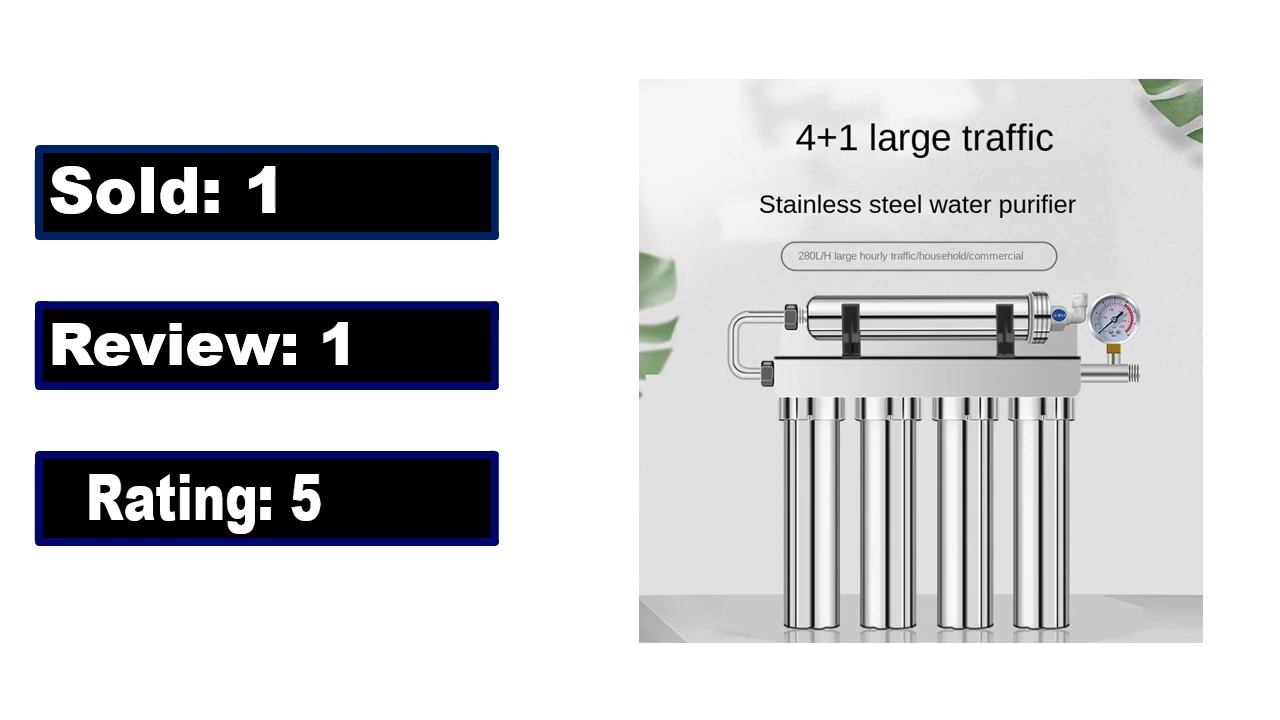 Sold: 1
Review: 1
Rating: 5
4+1 large traffic
Stainless steel water purifier
280L/H large hourly traffic/household/commercial